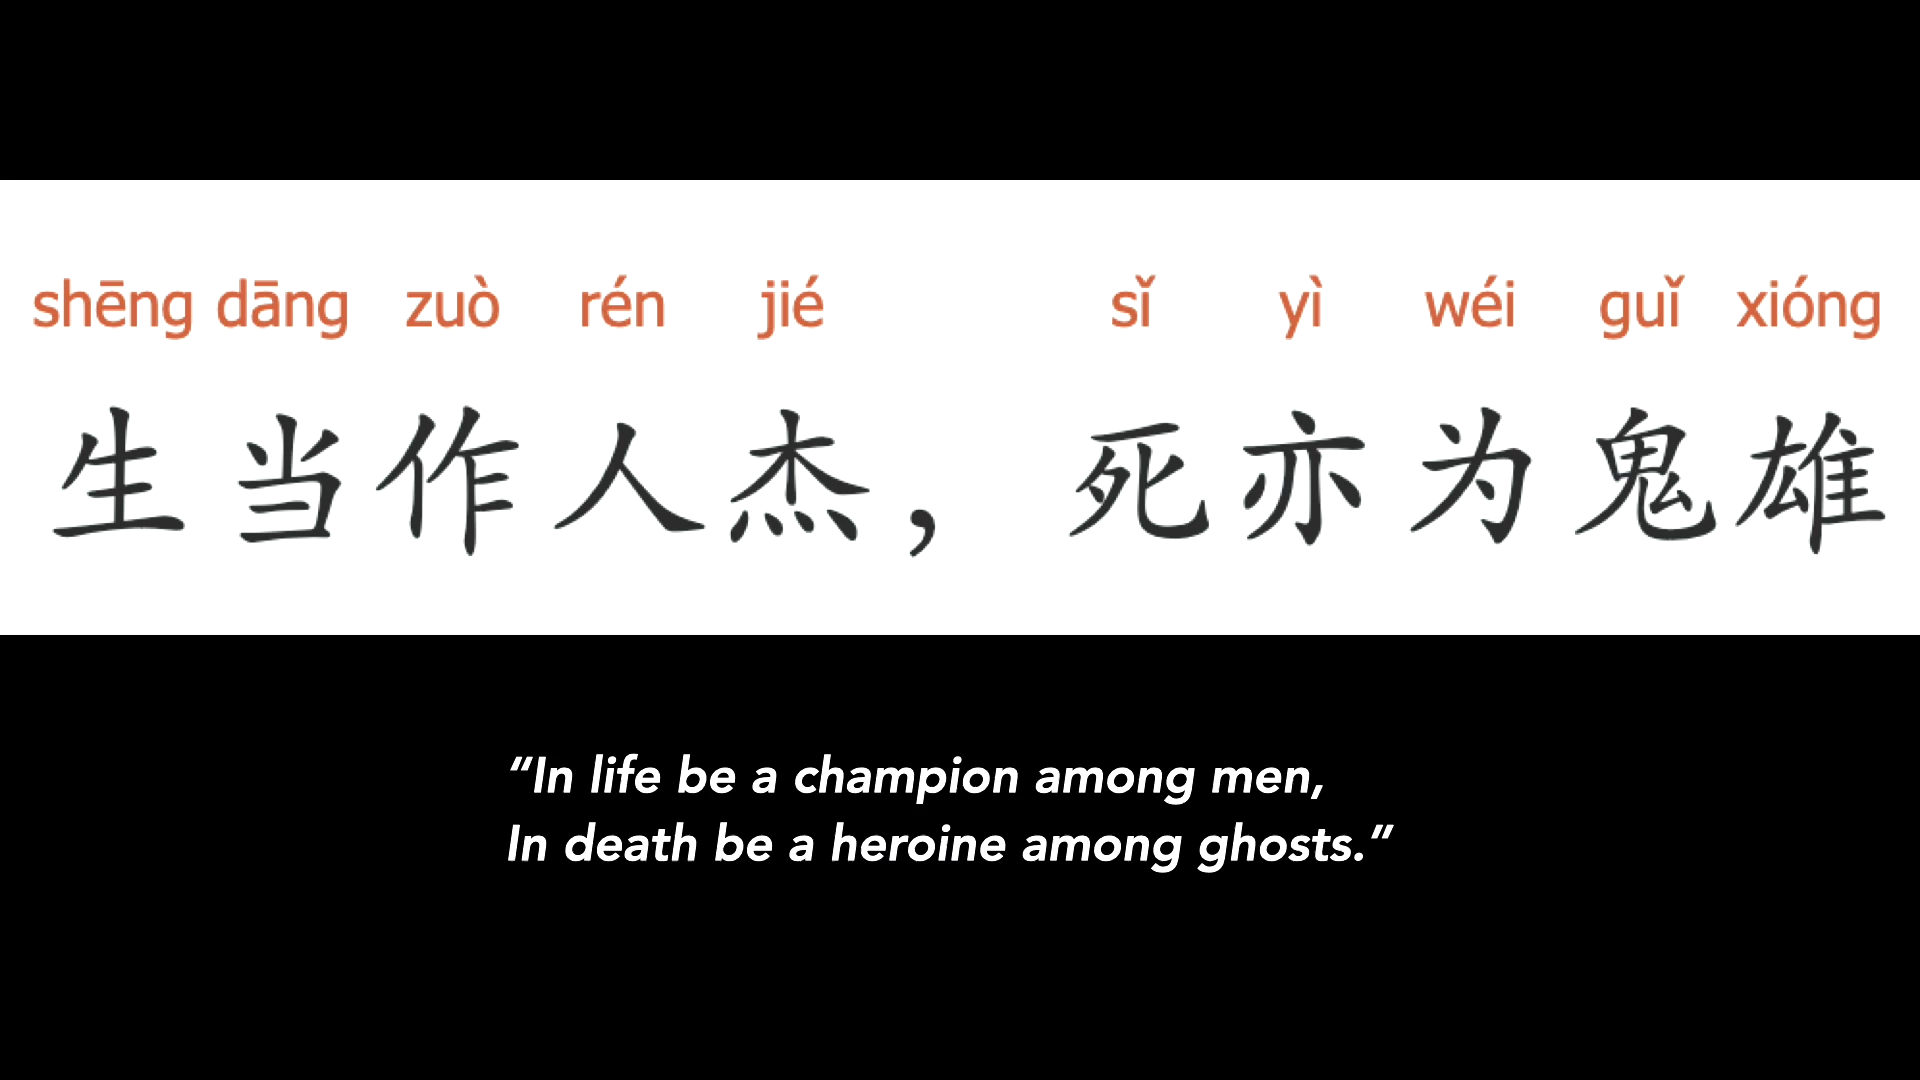 shēng dāng zuò rén jié sǐ yì wéi guǐ xióng
生当作人杰，死亦为鬼雄
“In life be a champion among men,
In death be a heroine among ghosts.”